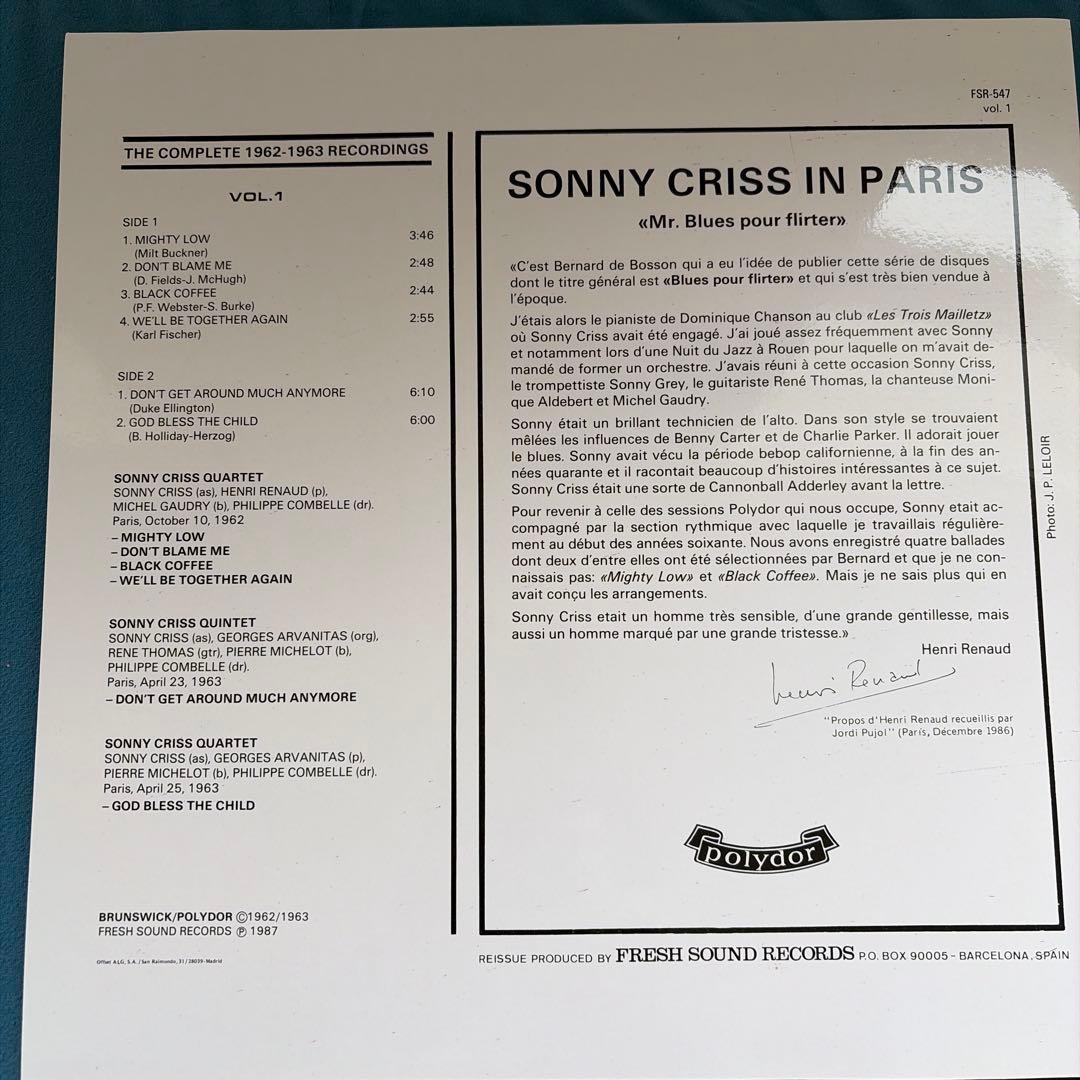 FSR-547
vol. 1
THE COMPLETE 1962-1963 RECORDINGS
VOL.1
SIDE 1
1. MIGHTY LOW 3:46
(Milt Buckner)
2. DON'T BLAME ME 2:48
(D. Fields-J. McHugh)
3. BLACK COFFEE 2:44
(P.F. Webster-S. Burke)
4. WE'LL BE TOGETHER AGAIN 2:55
(Karl Fischer)
SIDE 2
1. DON'T GET AROUND MUCH ANYMORE 6:10
(Duke Ellington)
2. GOD BLESS THE CHILD 6:00
(B. Holliday-Herzog)
SONNY CRISS QUARTET
SONNY CRISS (as), HENRI RENAUD (p),
MICHEL GAUDRY (b), PHILIPPE COMBELLE (dr).
Paris, October 10, 1962
– MIGHTY LOW
– DON'T BLAME ME
– BLACK COFFEE
– WE'LL BE TOGETHER AGAIN
SONNY CRISS QUINTET
SONNY CRISS (as), GEORGES ARVANITAS (org),
RENE THOMAS (gtr), PIERRE MICHELOT (b),
PHILIPPE COMBELLE (dr).
Paris, April 23, 1963
– DON'T GET AROUND MUCH ANYMORE
SONNY CRISS QUARTET
SONNY CRISS (as), GEORGES ARVANITAS (p),
PIERRE MICHELOT (b), PHILIPPE COMBELLE (dr).
Paris, April 25, 1963
– GOD BLESS THE CHILD
BRUNSWICK/POLYDOR ©1962/1963
FRESH SOUND RECORDS ℗ 1987
Offset A.L.G, S.A. / San Raimundo, 31 / 28039-Madrid
SONNY CRISS IN PARIS
«Mr. Blues pour flirter»
«C'est Bernard de Bosson qui a eu l'idée de publier cette série de disques
dont le titre général est «Blues pour flirter» et qui s'est très bien vendue à
l'époque.
J'étais alors le pianiste de Dominique Chanson au club «Les Trois Mailletz»
où Sonny Criss avait été engagé. J'ai joué assez fréquemment avec Sonny
et notamment lors d'une Nuit du Jazz à Rouen pour laquelle on m'avait de-
mandé de former un orchestre. J'avais réuni à cette occasion Sonny Criss,
le trompettiste Sonny Grey, le guitariste René Thomas, la chanteuse Moni-
que Aldebert et Michel Gaudry.
Sonny était un brillant technicien de l'alto. Dans son style se trouvaient
mêlées les influences de Benny Carter et de Charlie Parker. Il adorait jouer
le blues. Sonny avait vécu la période bebop californienne, à la fin des an-
nées quarante et il racontait beaucoup d'histoires intéressantes à ce sujet.
Sonny Criss était une sorte de Cannonball Adderley avant la lettre.
Pour revenir à celle des sessions Polydor qui nous occupe, Sonny etait ac-
compagné par la section rythmique avec laquelle je travaillais régulière-
ment au début des années soixante. Nous avons enregistré quatre ballades
dont deux d'entre elles ont été sélectionnées par Bernard et que je ne con-
naissais pas: «Mighty Low» et «Black Coffee». Mais je ne sais plus qui en
avait conçu les arrangements.
Sonny Criss etait un homme très sensible, d'une grande gentillesse, mais
aussi un homme marqué par une grande tristesse.»
Henri Renaud
Henri Renaud
"Propos d'Henri Renaud recueillis par
Jordi Pujol" (París, Décembre 1986)
polydor
Photo: J. P. LELOIR
REISSUE PRODUCED BY FRESH SOUND RECORDS P.O. BOX 90005 - BARCELONA, SPAIN